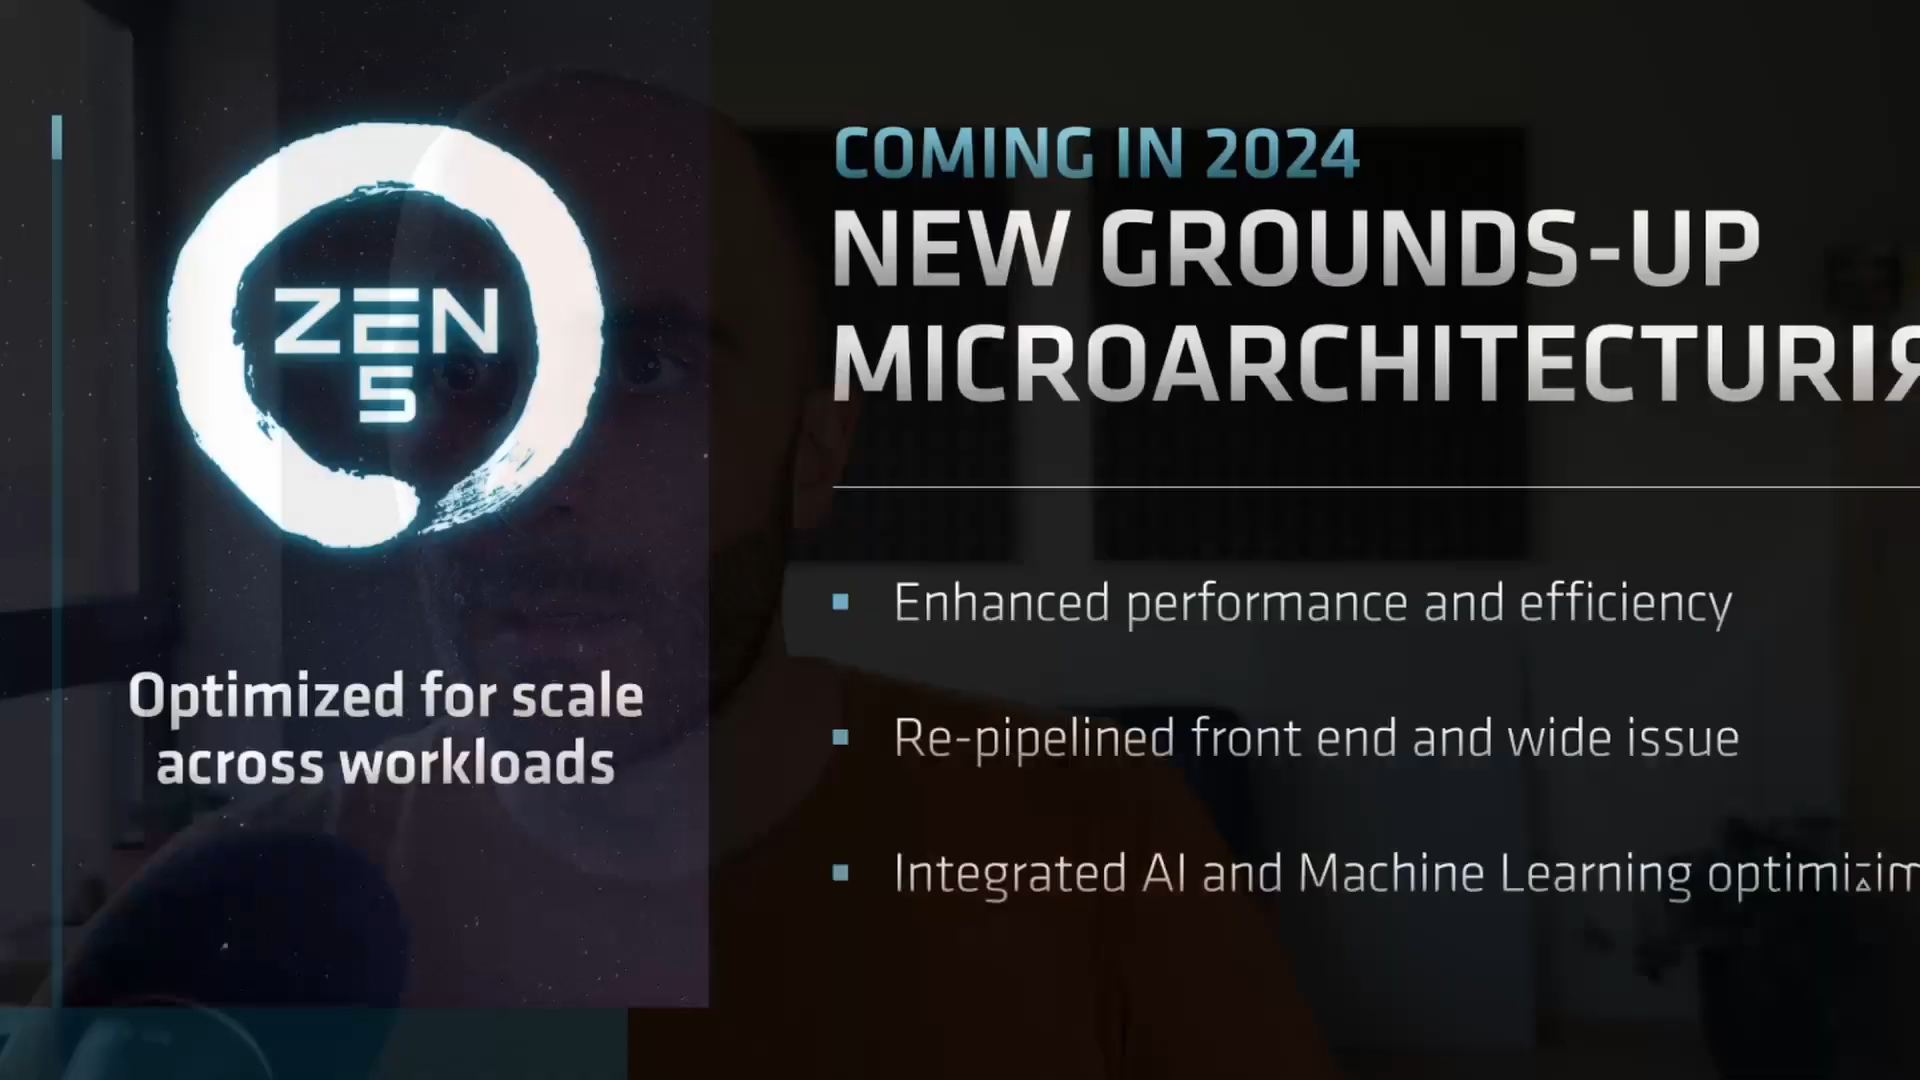 ZEN
5
Optimized for scale
across workloads
COMING IN 2024
NEW GROUNDS-UP
Enhanced performance and efficiency
Re-pipelined front end and wide issue
Integrated AI and Machine Learning